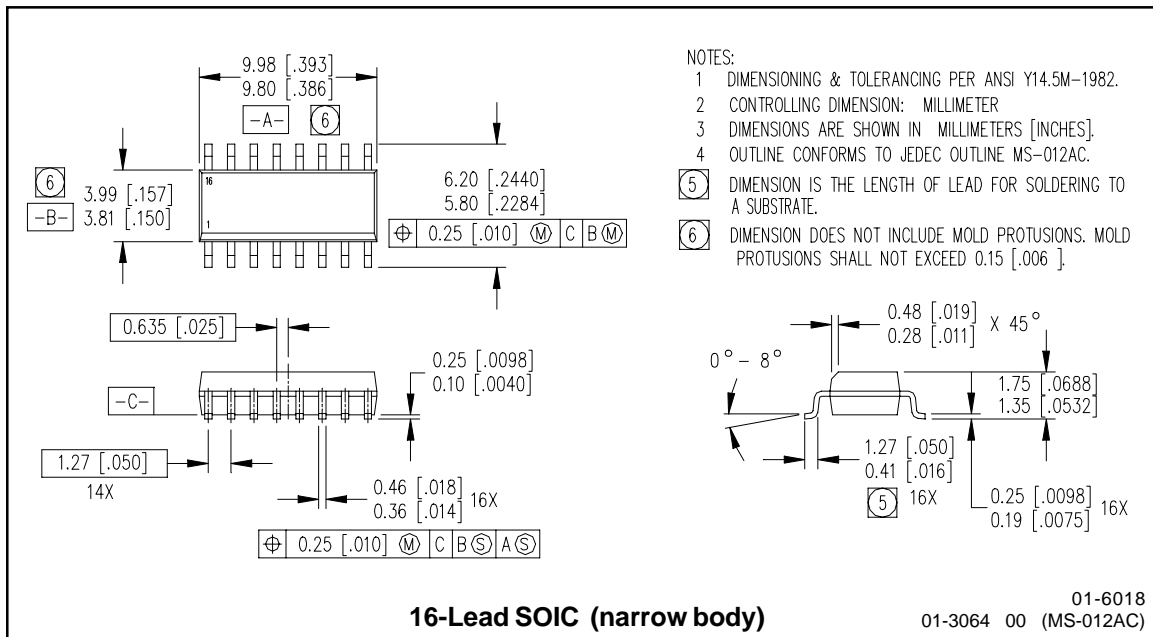 9.98 [.393]
9.80 [.386]
-A- 6
16
1
6
3.99 [.157]
3.81 [.150]
-B-
6.20 [.2440]
5.80 [.2284]
⌖ 0.25 [.010] Ⓜ C B Ⓜ
NOTES:
1 DIMENSIONING & TOLERANCING PER ANSI Y14.5M-1982.
2 CONTROLLING DIMENSION: MILLIMETER
3 DIMENSIONS ARE SHOWN IN MILLIMETERS [INCHES].
4 OUTLINE CONFORMS TO JEDEC OUTLINE MS-012AC.
5 DIMENSION IS THE LENGTH OF LEAD FOR SOLDERING TO
A SUBSTRATE.
6 DIMENSION DOES NOT INCLUDE MOLD PROTUSIONS. MOLD
PROTUSIONS SHALL NOT EXCEED 0.15 [.006 ].
0.635 [.025]
0.25 [.0098]
0.10 [.0040]
-C-
1.27 [.050]
14X
0.46 [.018]
0.36 [.014]
16X
⌖ 0.25 [.010] Ⓜ C B Ⓢ A Ⓢ
0.48 [.019]
0.28 [.011]
X 45°
0°- 8°
1.75 [.0688]
1.35 [.0532]
1.27 [.050]
0.41 [.016]
5 16X
0.25 [.0098]
0.19 [.0075]
16X
16-Lead SOIC (narrow body)
01-6018
01-3064 00 (MS-012AC)